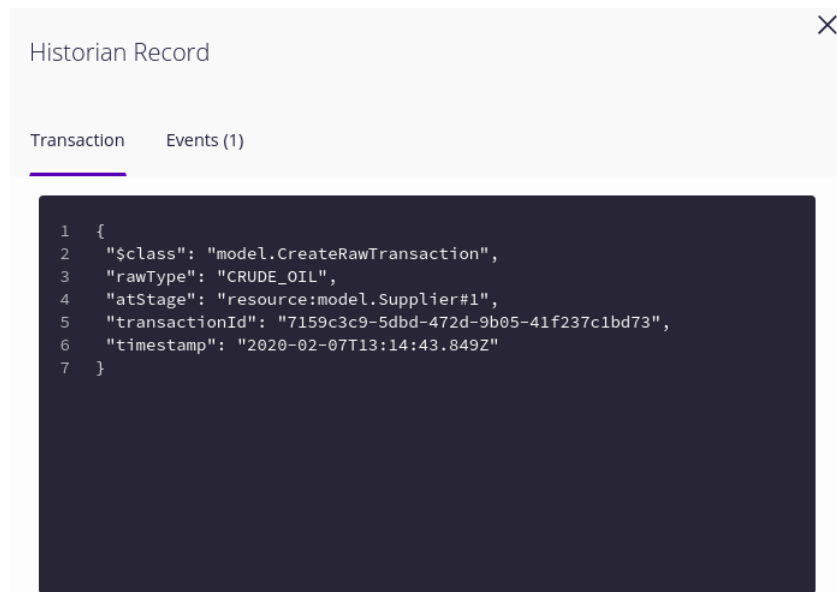 Historian Record
Transaction Events (1)
1 {
2 "$class": "model.CreateRawTransaction",
3 "rawType": "CRUDE_OIL",
4 "atStage": "resource:model.Supplier#1",
5 "transactionId": "7159c3c9-5dbd-472d-9b05-41f237c1bd73",
6 "timestamp": "2020-02-07T13:14:43.849Z"
7 }